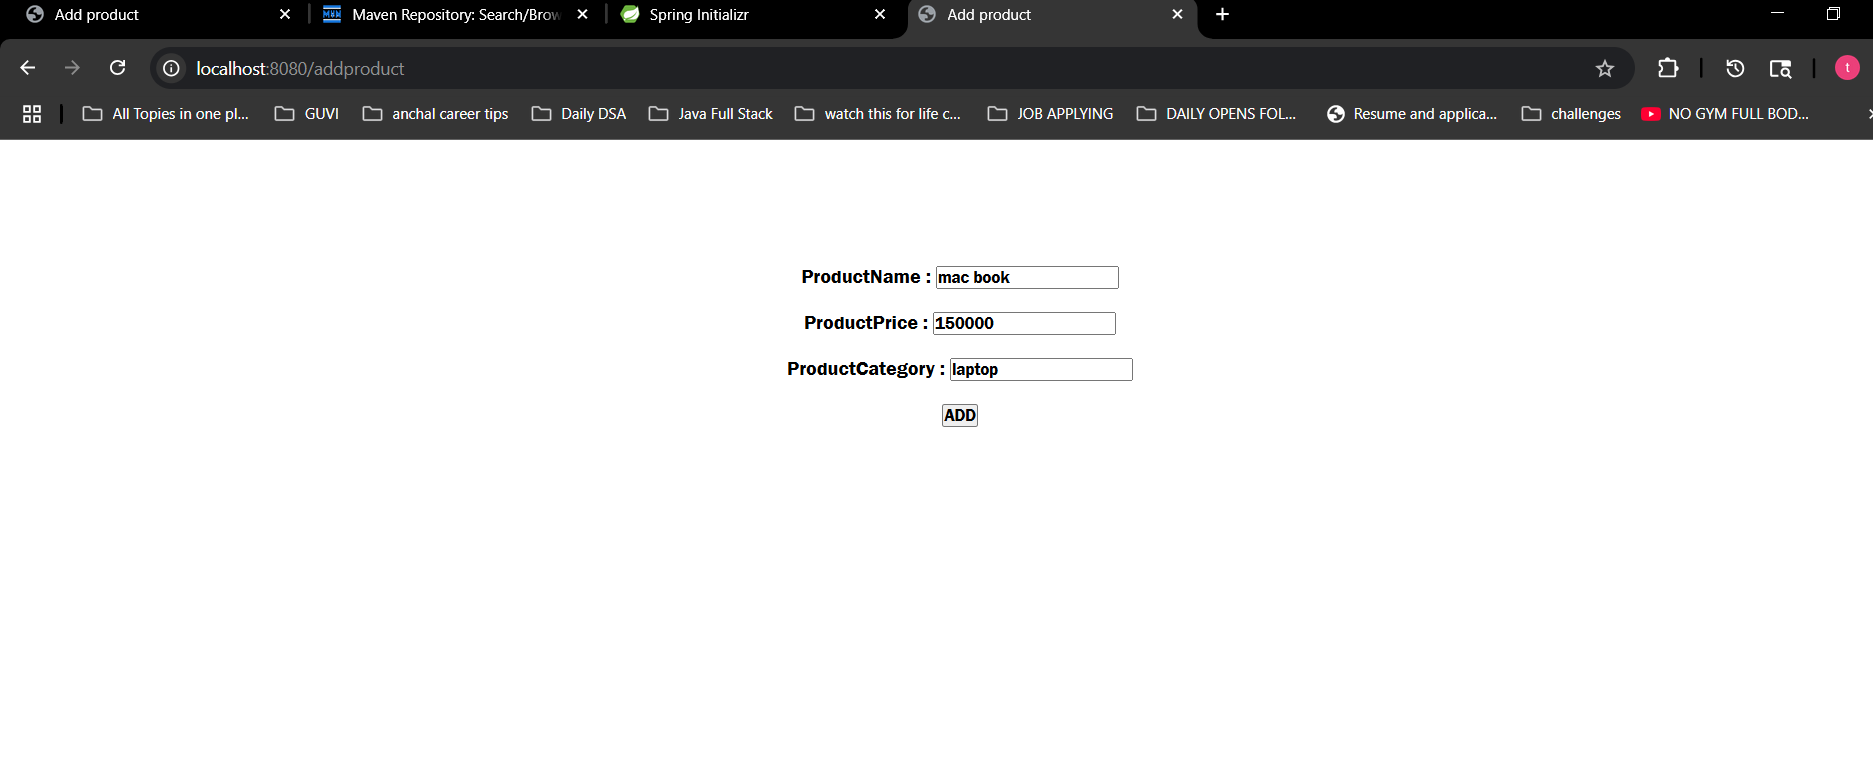 Add product
Maven Repository: Search/Brow
Spring Initializr
Add product
localhost:8080/addproduct
t
All Topies in one pl...
GUVI
anchal career tips
Daily DSA
Java Full Stack
watch this for life c...
JOB APPLYING
DAILY OPENS FOL...
Resume and applica...
challenges
NO GYM FULL BOD...
ProductName : mac book
ProductPrice : 150000
ProductCategory : laptop
ADD